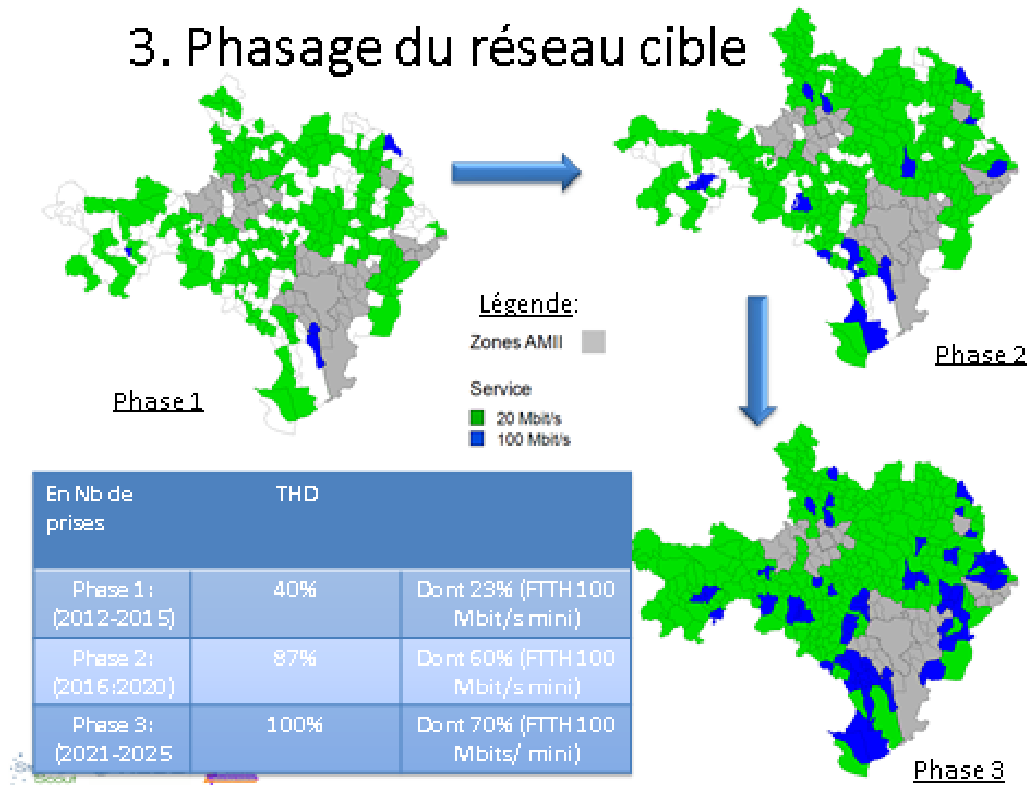 3. Phasage du réseau cible
Phase 1
Phase 2
Légende:
Zones AMII
Service
20 Mbit/s
100 Mbit/s
En Nb de
prises
THD
Phase 1:
(2012-2015)
40%
Dont 23% (FTTH 100
Mbit/s mini)
Phase 2:
(2016:2020)
87%
Dont 60% (FTTH 100
Mbit/s mini)
Phase 3:
(2021-2025
100%
Dont 70% (FTTH 100
Mbits/' mini)
Phase 3